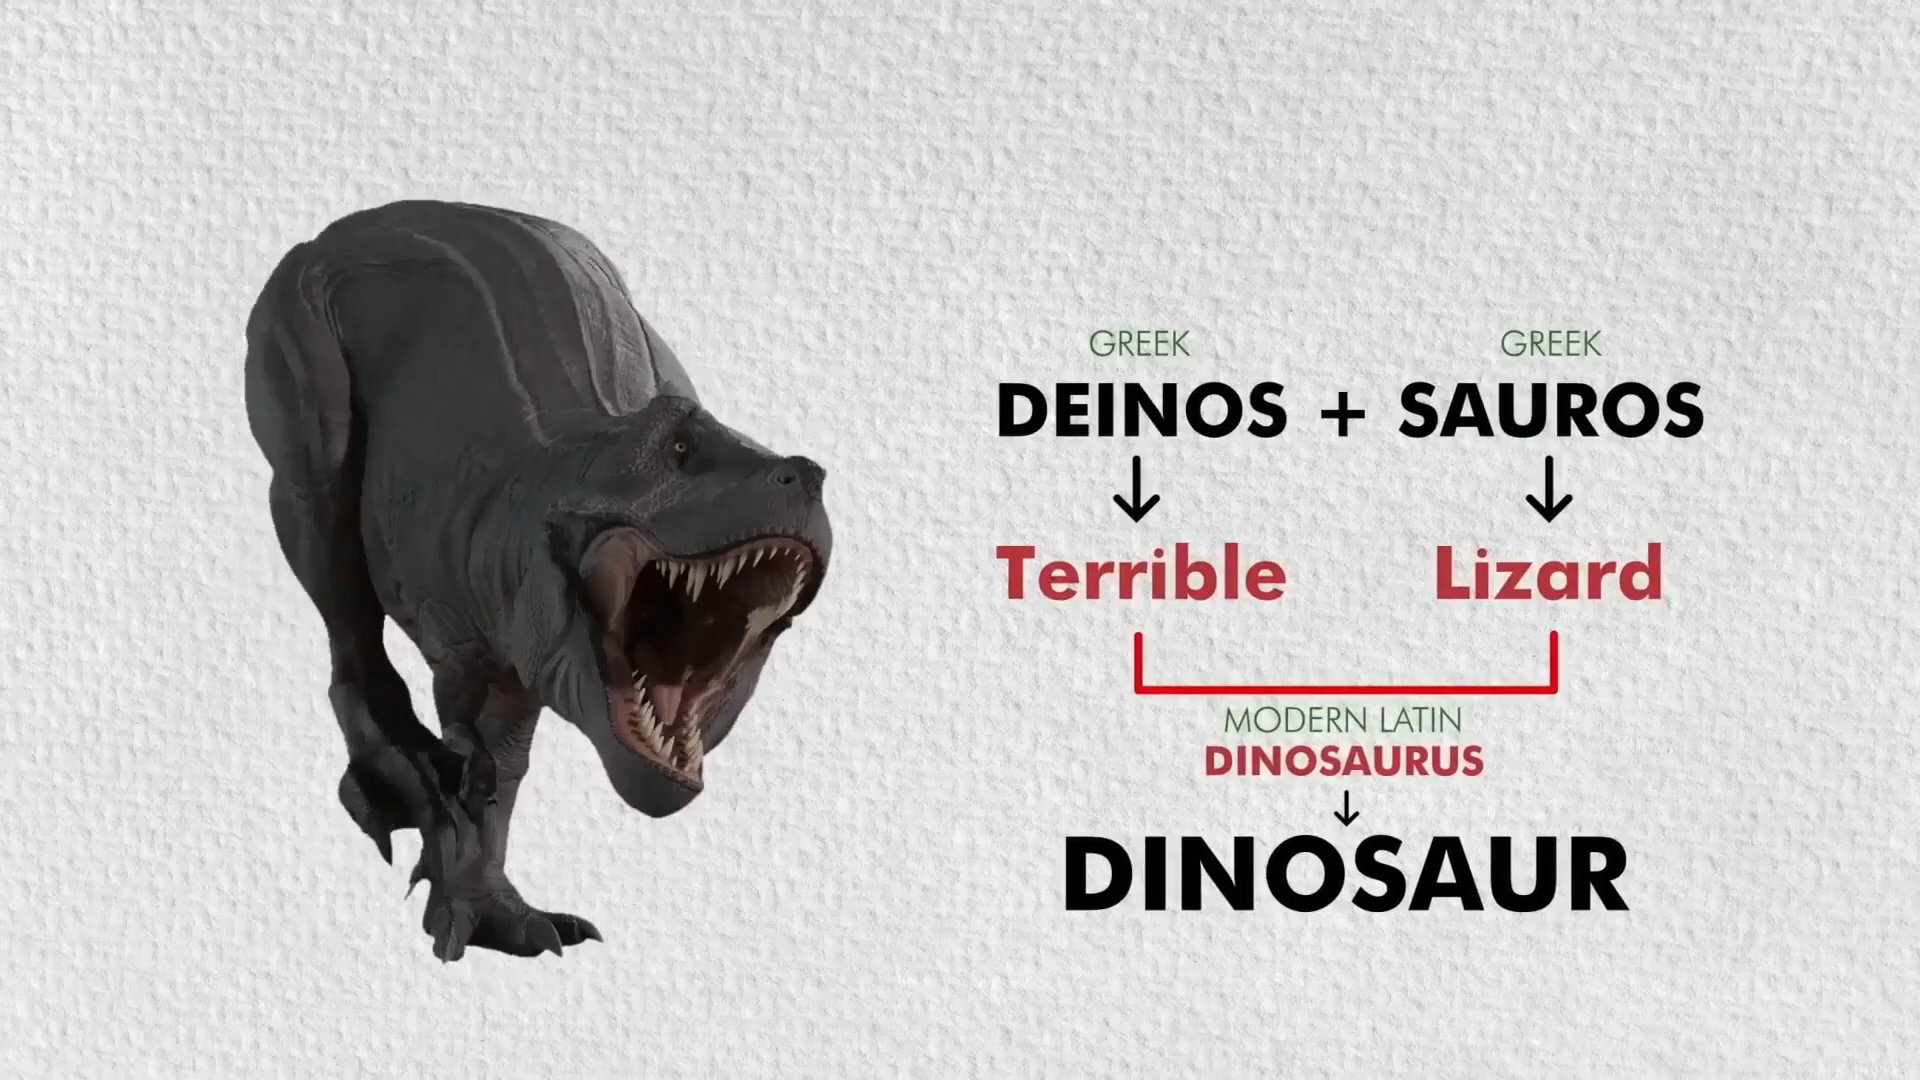 GREEK GREEK
DEINOS + SAUROS
Terrible Lizard
MODERN LATIN
DINOSAURUS
DINOSAUR